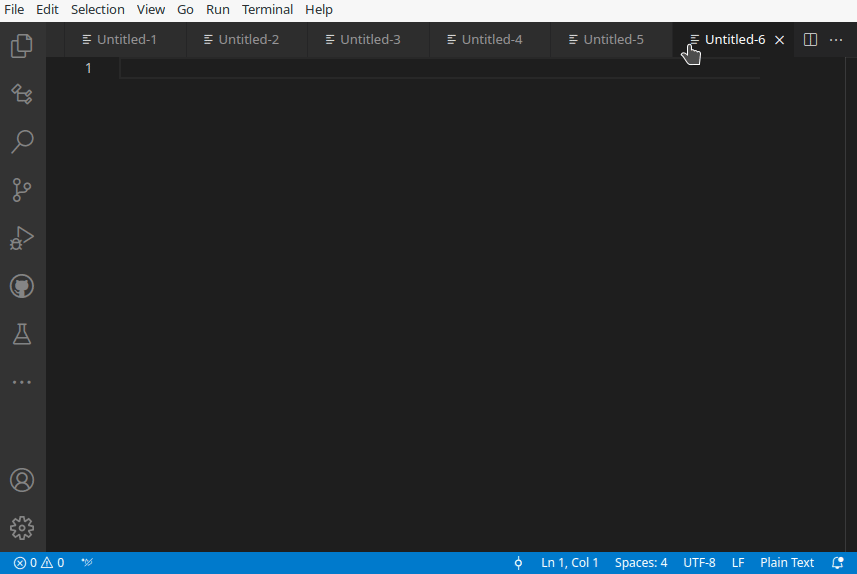 File Edit Selection View Go Run Terminal Help
Untitled-1 Untitled-2 Untitled-3 Untitled-4 Untitled-5 Untitled-6
1
0 0 Ln 1, Col 1 Spaces: 4 UTF-8 LF Plain Text